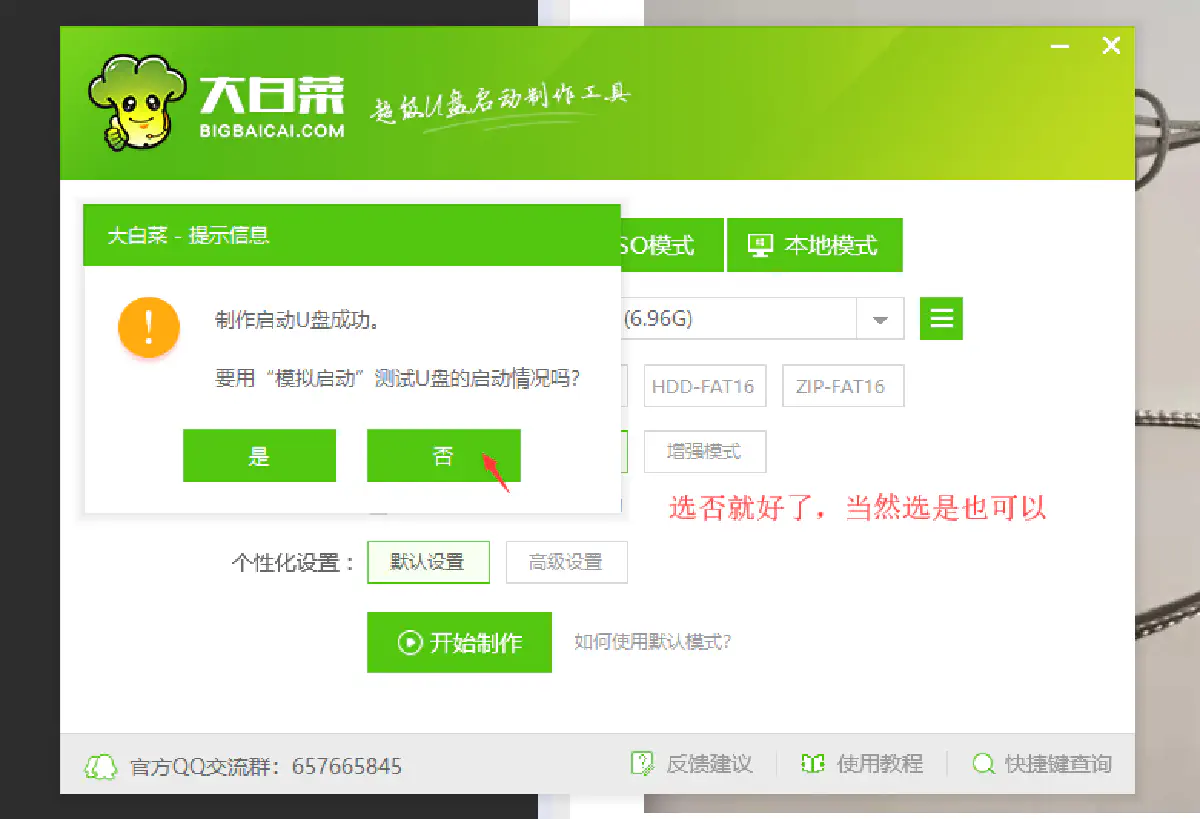 大白菜
BIGBAICAI.COM
超级U盘启动制作工具
大白菜 - 提示信息
SO模式
本地模式
制作启动U盘成功。
(6.96G)
要用“模拟启动”测试U盘的启动情况吗?
HDD-FAT16
ZIP-FAT16
是
否
增强模式
选否就好了，当然选是也可以
个性化设置：
默认设置
高级设置
开始制作
如何使用默认模式?
官方QQ交流群：657665845
反馈建议
使用教程
快捷键查询